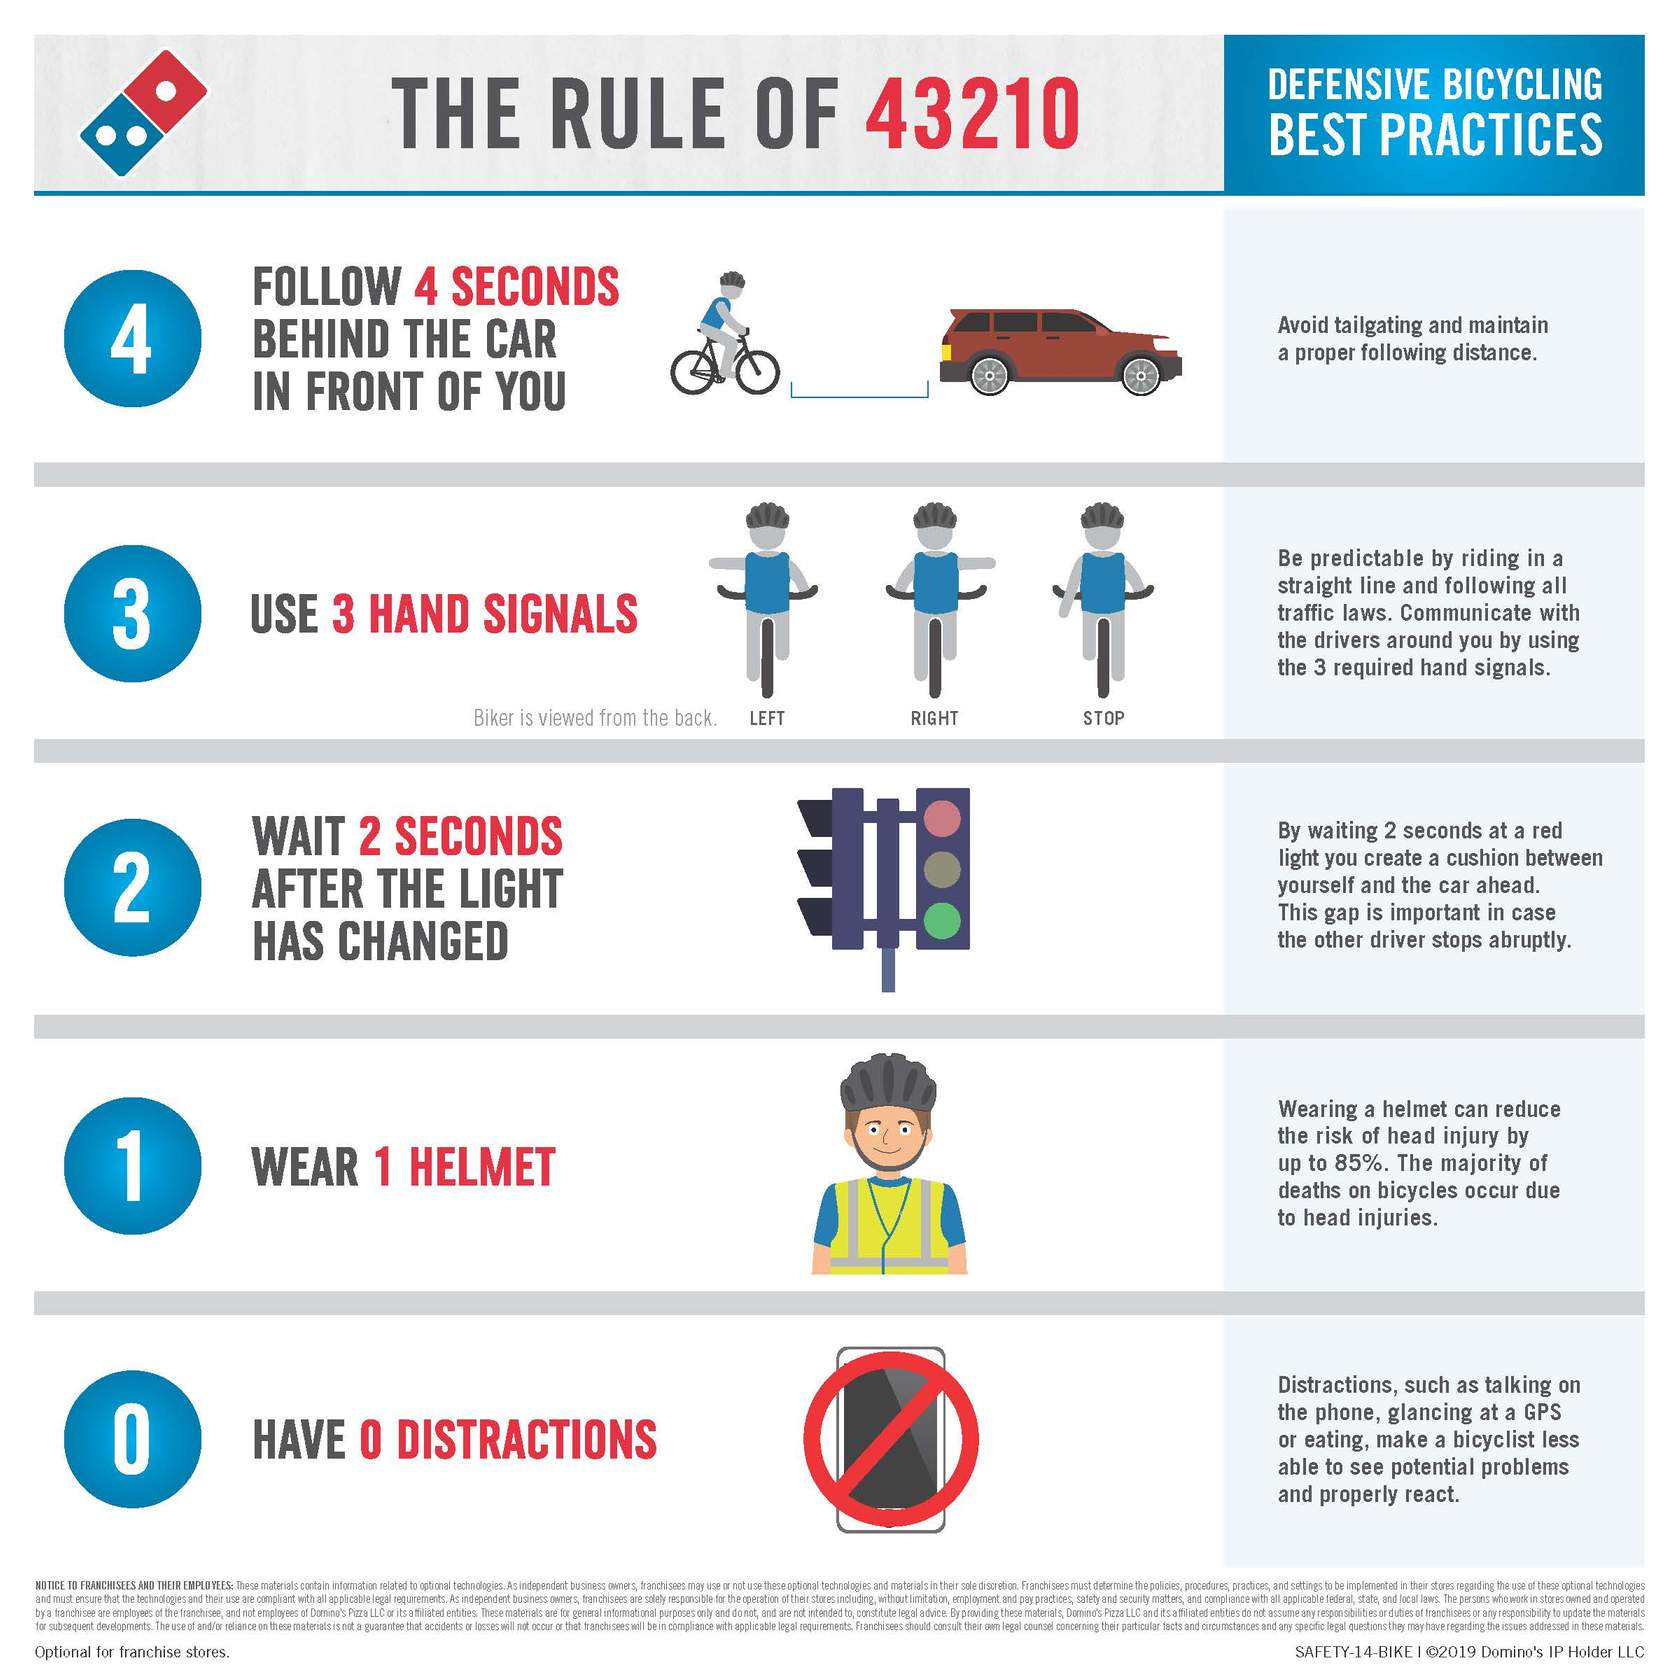 THE RULE OF 43210
DEFENSIVE BICYCLING
BEST PRACTICES
4
FOLLOW 4 SECONDS
BEHIND THE CAR
IN FRONT OF YOU
Avoid tailgating and maintain
a proper following distance.
3
USE 3 HAND SIGNALS
Biker is viewed from the back.
LEFT
RIGHT
STOP
Be predictable by riding in a
straight line and following all
traffic laws. Communicate with
the drivers around you by using
the 3 required hand signals.
2
WAIT 2 SECONDS
AFTER THE LIGHT
HAS CHANGED
By waiting 2 seconds at a red
light you create a cushion between
yourself and the car ahead.
This gap is important in case
the other driver stops abruptly.
1
WEAR 1 HELMET
Wearing a helmet can reduce
the risk of head injury by
up to 85%. The majority of
deaths on bicycles occur due
to head injuries.
0
HAVE 0 DISTRACTIONS
Distractions, such as talking on
the phone, glancing at a GPS
or eating, make a bicyclist less
able to see potential problems
and properly react.
NOTICE TO FRANCHISEES AND THEIR EMPLOYEES: These materials contain information related to optional technologies. As independent business owners, franchisees may use or not use these optional technologies and materials in their sole discretion. Franchisees must determine the policies, procedures, practices, and settings to be implemented in their stores regarding the use of these optional technologies
and must ensure that the technologies and their use are compliant with all applicable legal requirements. As independent business owners, franchisees are solely responsible for the operation of their stores including, without limitation, employment and pay practices, safety and security matters, and compliance with all applicable federal, state, and local laws. The persons who work in stores owned and operated
by a franchisee are employees of the franchisee, and not employees of Domino's Pizza LLC or its affiliated entities. These materials are for general informational purposes only and do not, and are not intended to, constitute legal advice. By providing these materials, Domino's Pizza LLC and its affiliated entities do not assume any responsibilities or duties of franchisees or any responsibility to update the materials
for subsequent developments. The use of and/or reliance on these materials is not a guarantee that accidents or losses will not occur or that franchisees will be in compliance with applicable legal requirements. Franchisees should consult their own legal counsel concerning their particular facts and circumstances and any specific legal questions they may have regarding the issues addressed in these materials.
Optional for franchise stores.
SAFETY-14-BIKE | ©2019 Domino's IP Holder LLC